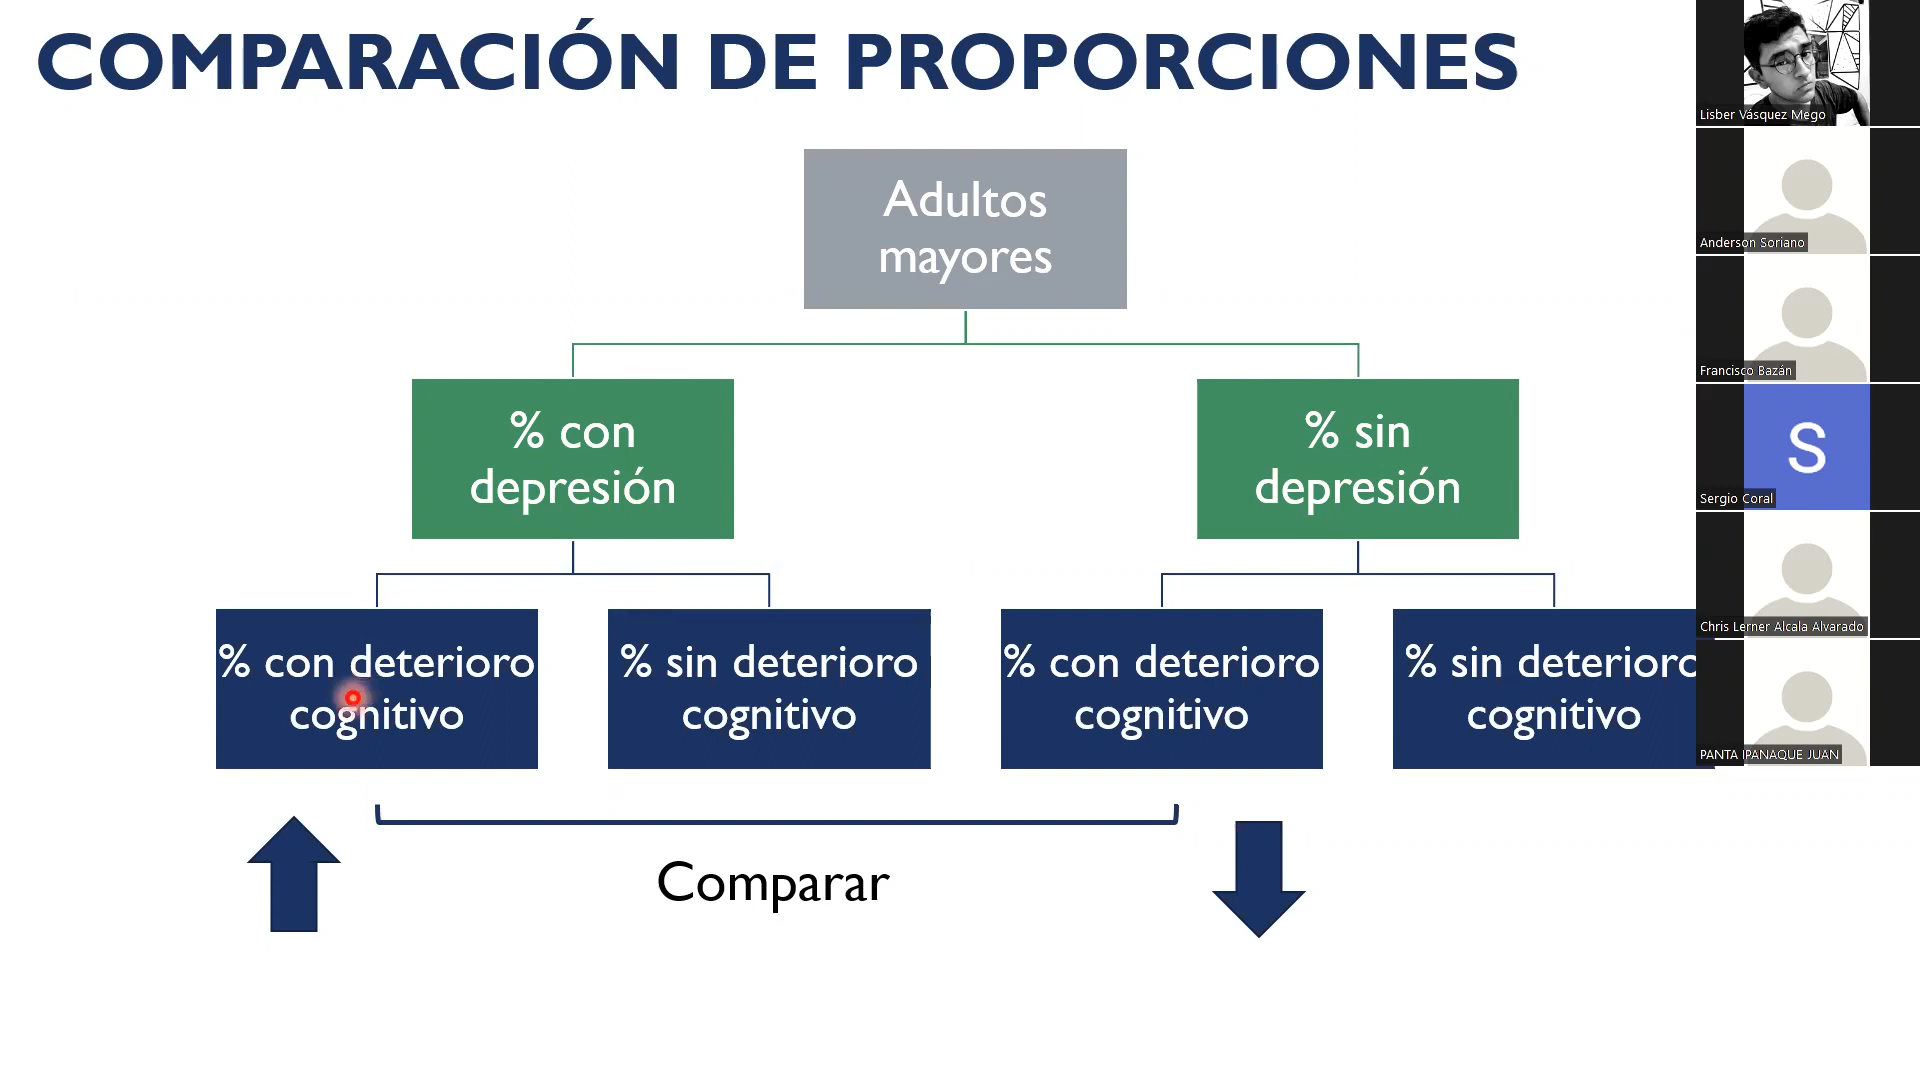 COMPARACIÓN DE PROPORCIONES
Adultos
mayores
% con
depresión
% sin
depresión
% con deterioro
cognitivo
% sin deterioro
cognitivo
% con deterioro
cognitivo
% sin deterioro
cognitivo
Comparar
Lisber Vásquez Mego
Anderson Soriano
Francisco Bazán
S
Sergio Coral
Chris Lerner Alcala Alvarado
PANTA IPANAQUE JUAN